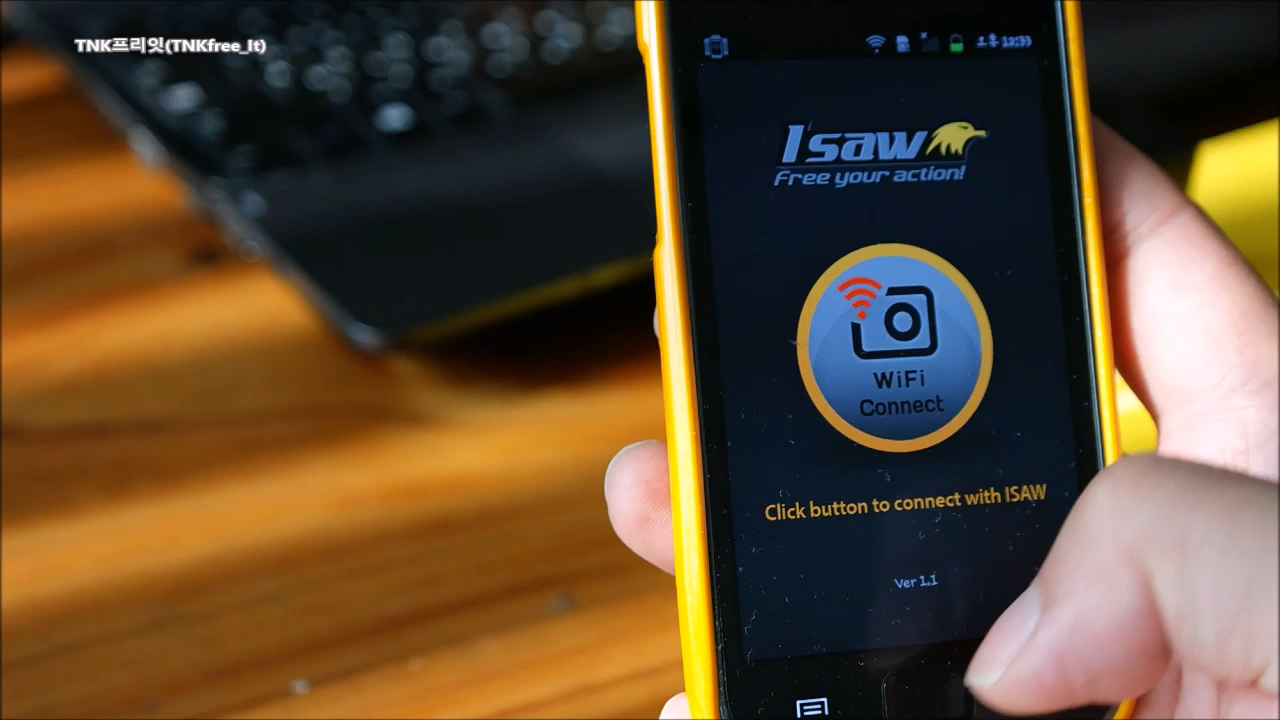 TNK프리잇(TNKfree_It)
12:33
Isaw
Free your action!
WiFi
Connect
Click button to connect with ISAW
Ver 1.1